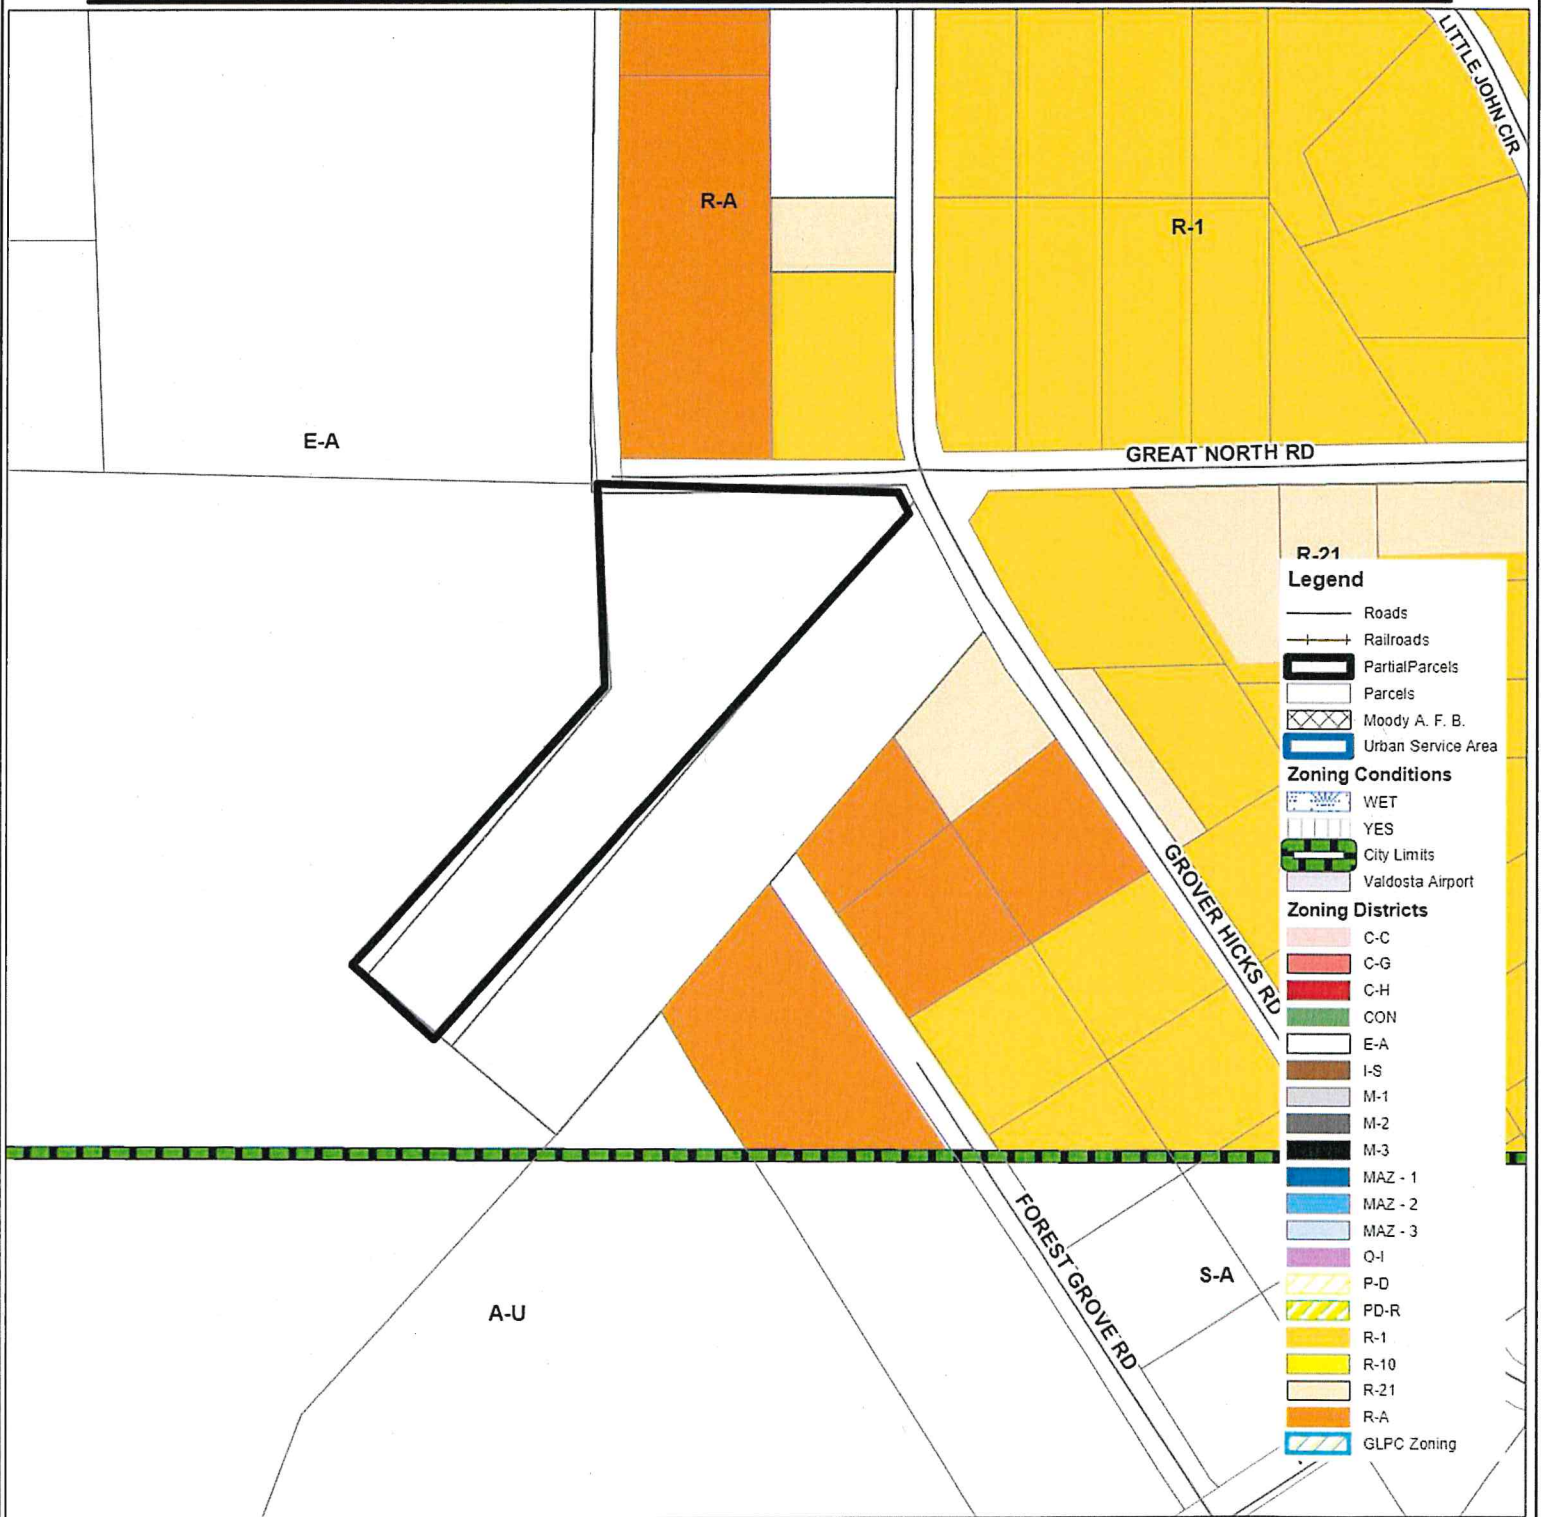 LITTLE JOHN CIR
R-A
R-1
E-A
GREAT NORTH RD
R-21
GROVER HICKS RD
FOREST GROVE RD
S-A
A-U
Legend
Roads
Railroads
PartialParcels
Parcels
Moody A. F. B.
Urban Service Area
Zoning Conditions
WET
YES
City Limits
Valdosta Airport
Zoning Districts
C-C
C-G
C-H
CON
E-A
I-S
M-1
M-2
M-3
MAZ - 1
MAZ - 2
MAZ - 3
O-I
P-D
PD-R
R-1
R-10
R-21
R-A
GLPC Zoning